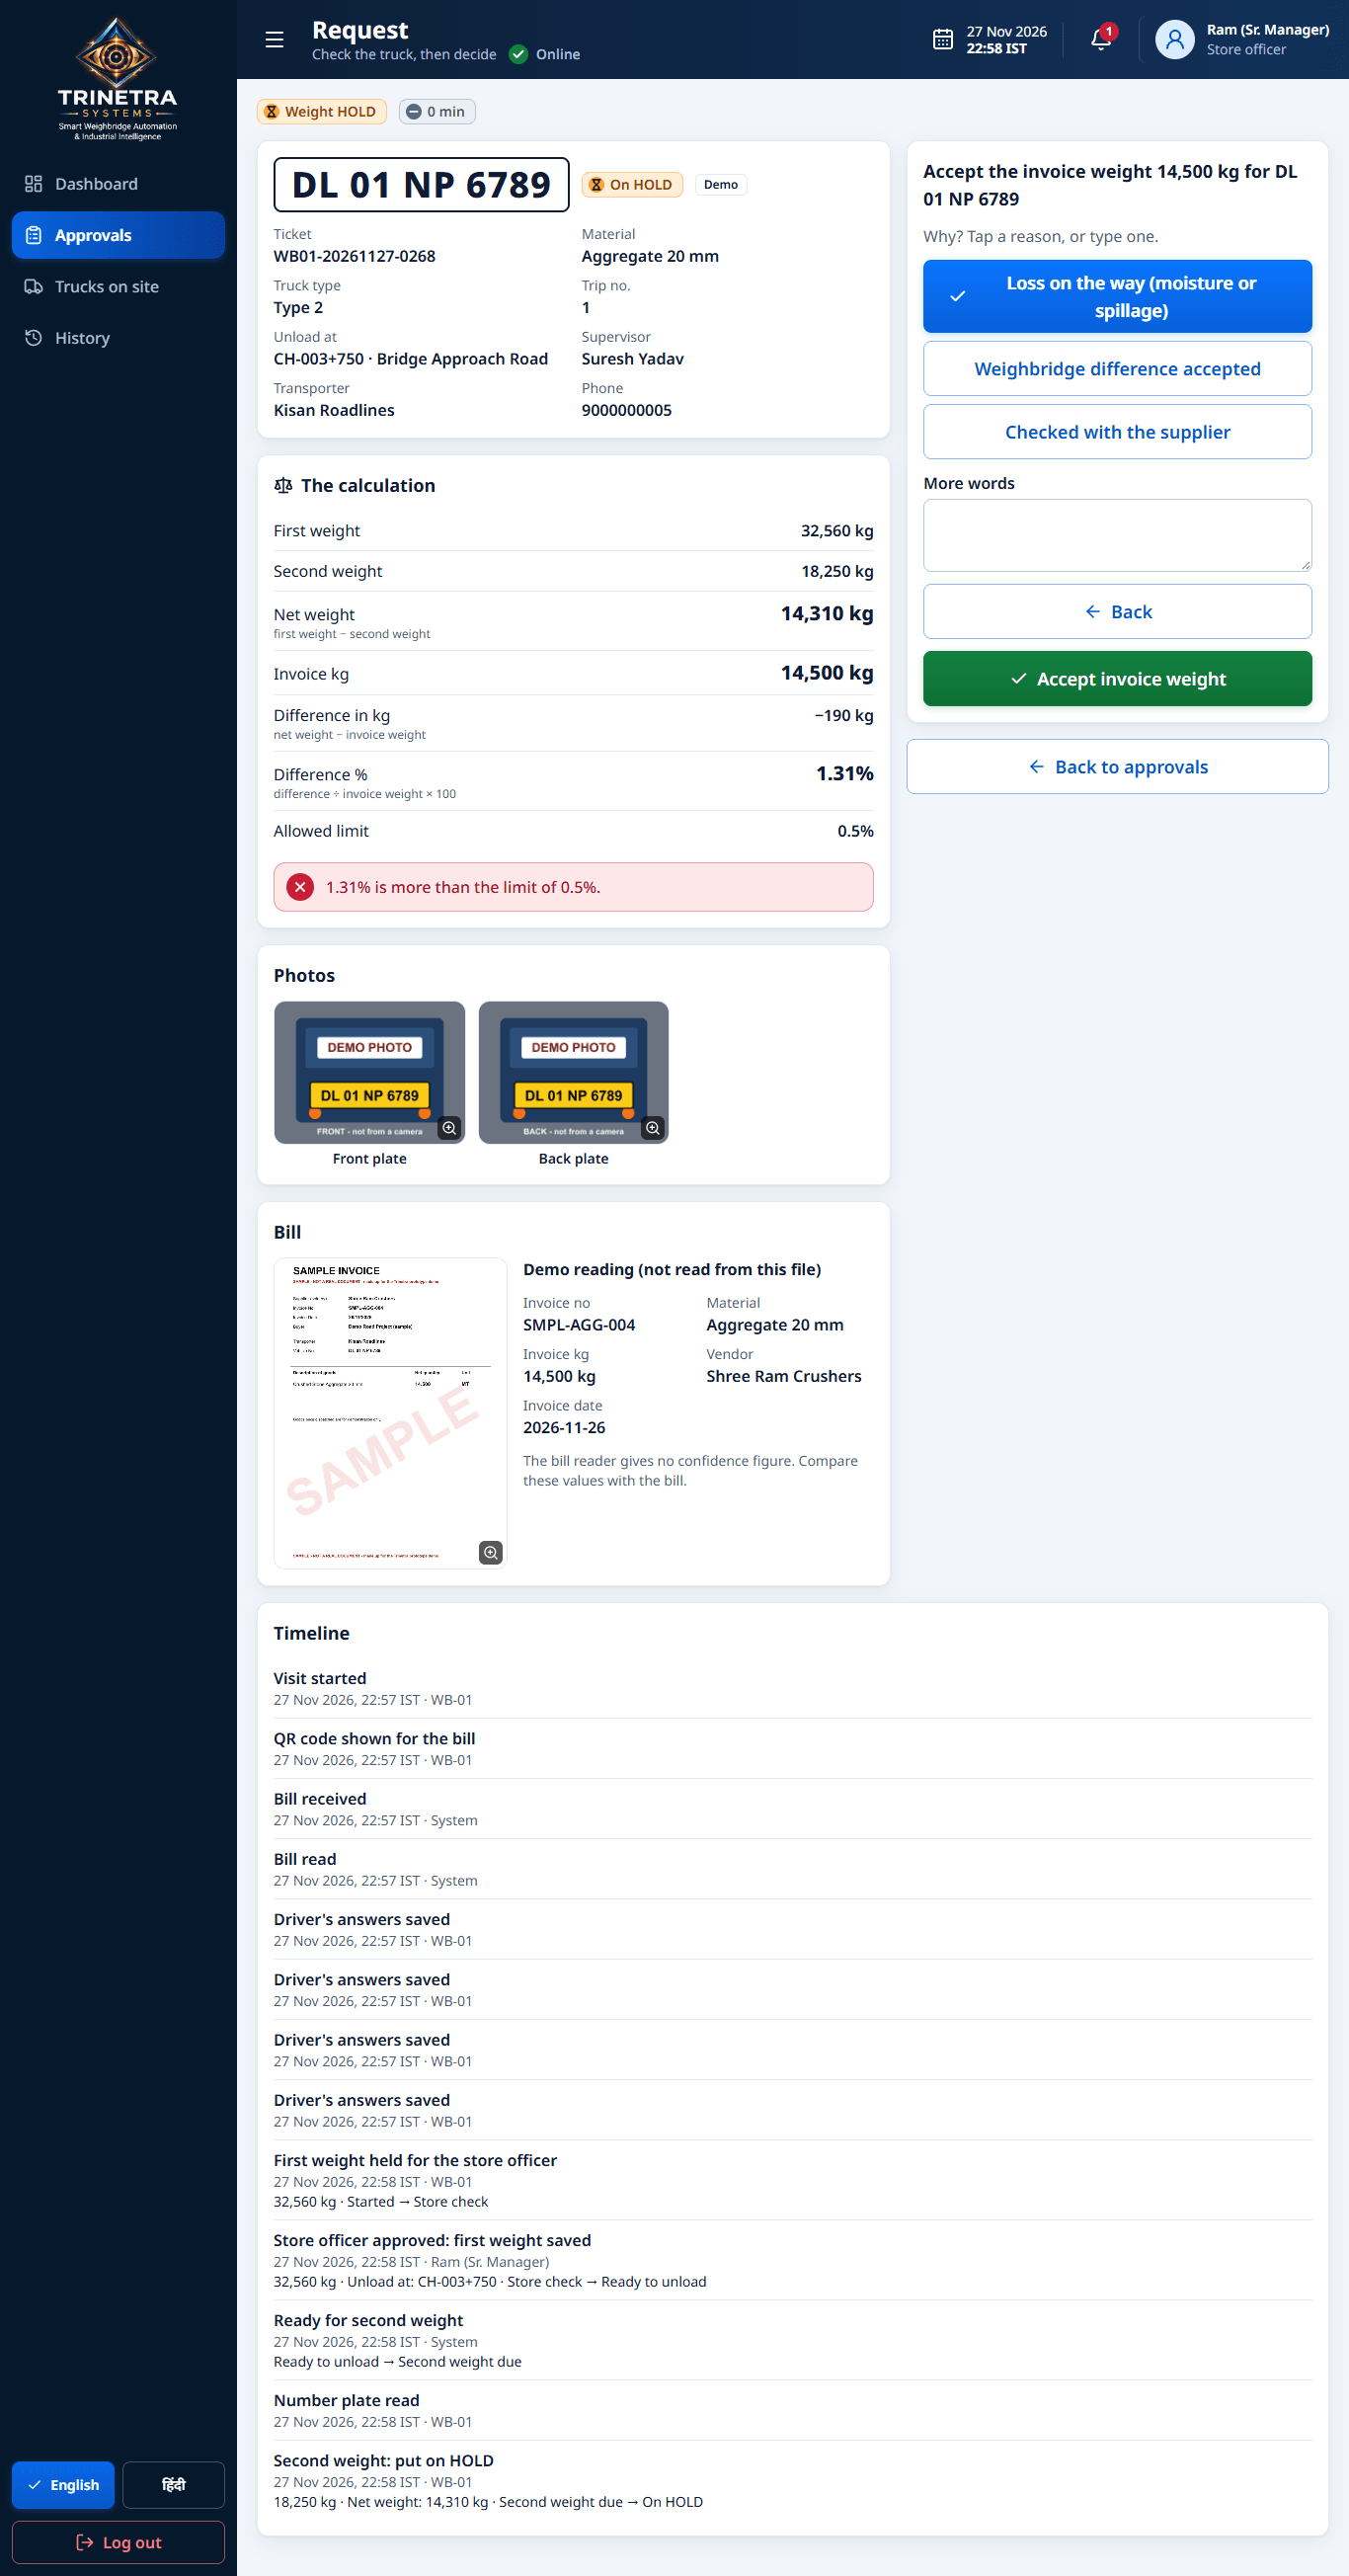 TRINETRA
SYSTEMS
Smart Weighbridge Automation
& Industrial Intelligence
Dashboard
Approvals
Trucks on site
History
English
हिंदी
Log out
Request
Check the truck, then decide
Online
27 Nov 2026
22:58 IST
1
Ram (Sr. Manager)
Store officer
Weight HOLD
0 min
DL 01 NP 6789
On HOLD
Demo
Ticket
WB01-20261127-0268
Material
Aggregate 20 mm
Truck type
Type 2
Trip no.
1
Unload at
CH-003+750 · Bridge Approach Road
Supervisor
Suresh Yadav
Transporter
Kisan Roadlines
Phone
9000000005
The calculation
First weight
32,560 kg
Second weight
18,250 kg
Net weight
14,310 kg
first weight − second weight
Invoice kg
14,500 kg
Difference in kg
−190 kg
net weight − invoice weight
Difference %
1.31%
difference ÷ invoice weight × 100
Allowed limit
0.5%
1.31% is more than the limit of 0.5%.
Photos
DEMO PHOTO
DL 01 NP 6789
FRONT - not from a camera
Front plate
DEMO PHOTO
DL 01 NP 6789
BACK - not from a camera
Back plate
Bill
SAMPLE INVOICE
SAMPLE
Demo reading (not read from this file)
Invoice no
SMPL-AGG-004
Material
Aggregate 20 mm
Invoice kg
14,500 kg
Vendor
Shree Ram Crushers
Invoice date
2026-11-26
The bill reader gives no confidence figure. Compare
these values with the bill.
Accept the invoice weight 14,500 kg for DL
01 NP 6789
Why? Tap a reason, or type one.
Loss on the way (moisture or
spillage)
Weighbridge difference accepted
Checked with the supplier
More words
Back
Accept invoice weight
Back to approvals
Timeline
Visit started
27 Nov 2026, 22:57 IST · WB-01
QR code shown for the bill
27 Nov 2026, 22:57 IST · WB-01
Bill received
27 Nov 2026, 22:57 IST · System
Bill read
27 Nov 2026, 22:57 IST · System
Driver's answers saved
27 Nov 2026, 22:57 IST · WB-01
Driver's answers saved
27 Nov 2026, 22:57 IST · WB-01
Driver's answers saved
27 Nov 2026, 22:57 IST · WB-01
Driver's answers saved
27 Nov 2026, 22:57 IST · WB-01
First weight held for the store officer
27 Nov 2026, 22:58 IST · WB-01
32,560 kg · Started → Store check
Store officer approved: first weight saved
27 Nov 2026, 22:58 IST · Ram (Sr. Manager)
32,560 kg · Unload at: CH-003+750 · Store check → Ready to unload
Ready for second weight
27 Nov 2026, 22:58 IST · System
Ready to unload → Second weight due
Number plate read
27 Nov 2026, 22:58 IST · WB-01
Second weight: put on HOLD
27 Nov 2026, 22:58 IST · WB-01
18,250 kg · Net weight: 14,310 kg · Second weight due → On HOLD